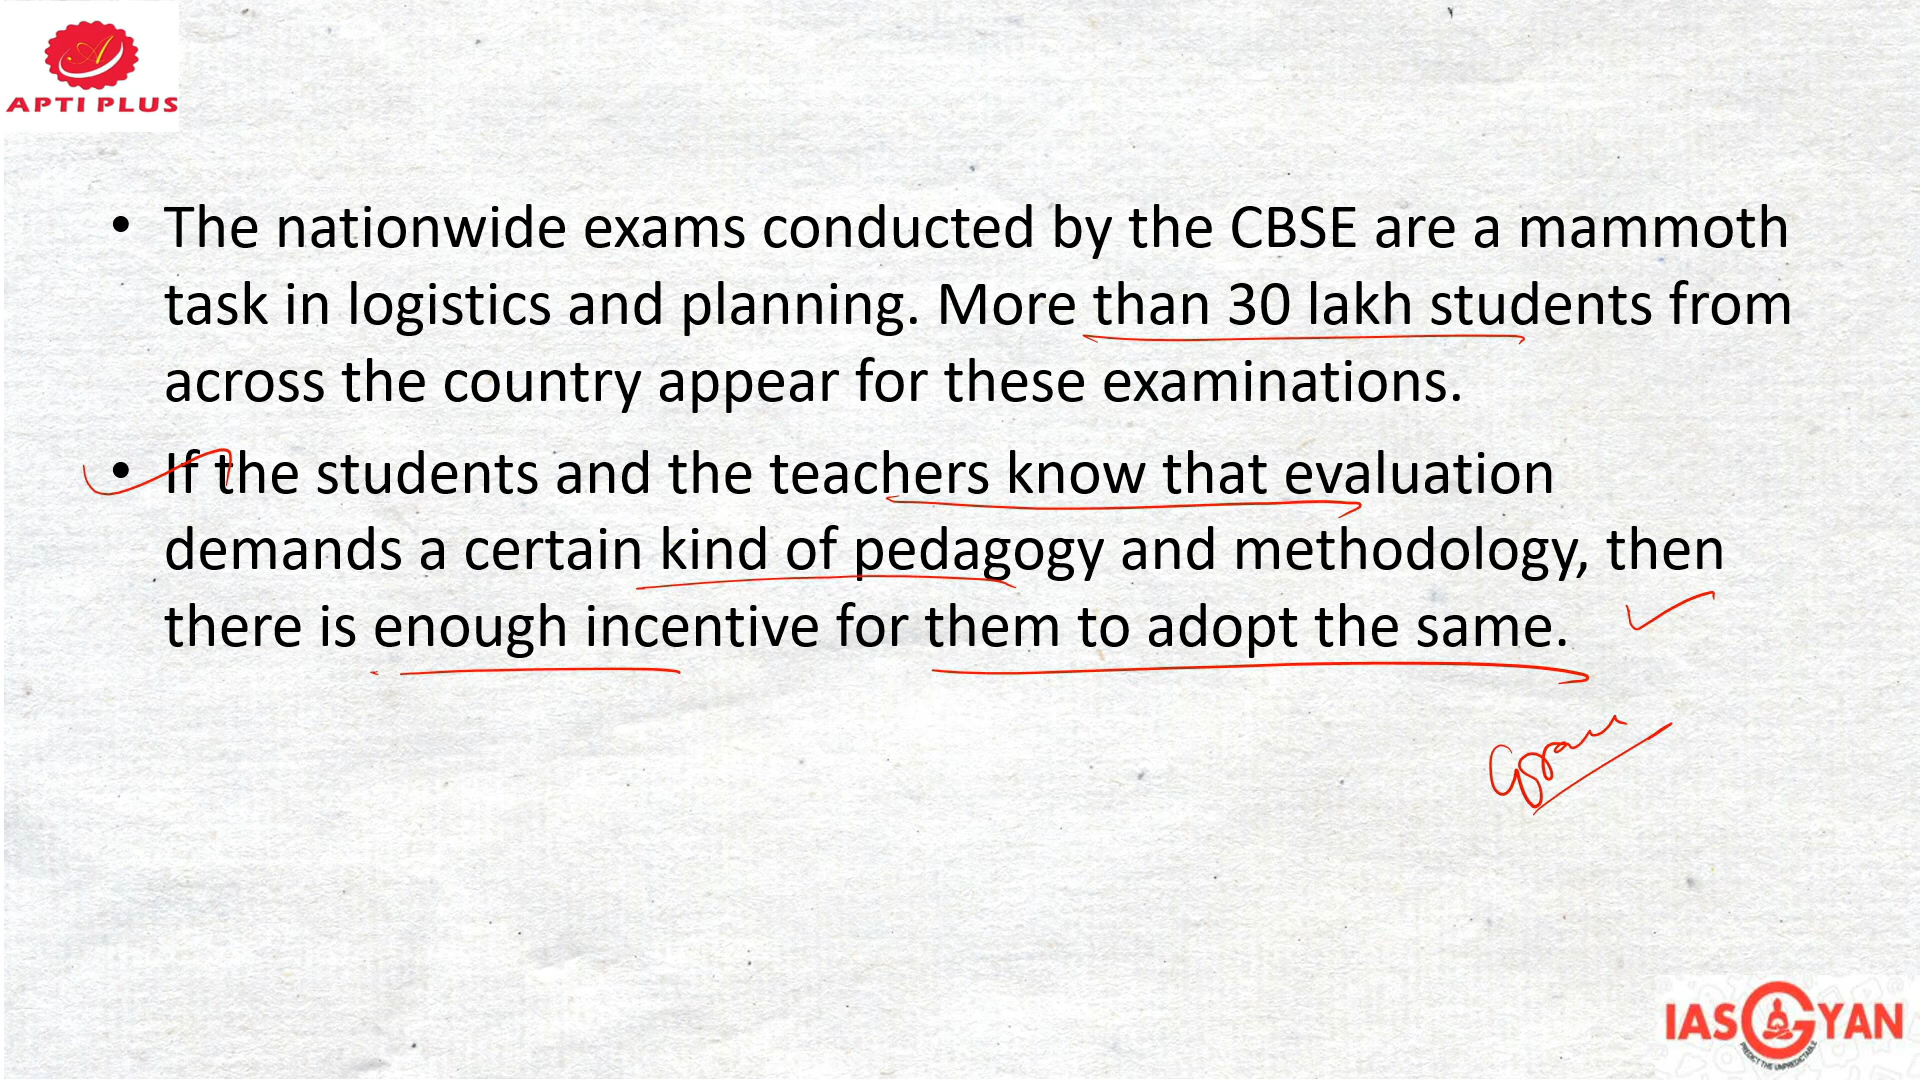 APTI PLUS
• The nationwide exams conducted by the CBSE are a mammoth
task in logistics and planning. More than 30 lakh students from
across the country appear for these examinations.
• If the students and the teachers know that evaluation
demands a certain kind of pedagogy and methodology, then
there is enough incentive for them to adopt the same.
IAS GYAN
PREDICT THE UNPREDICTABLE